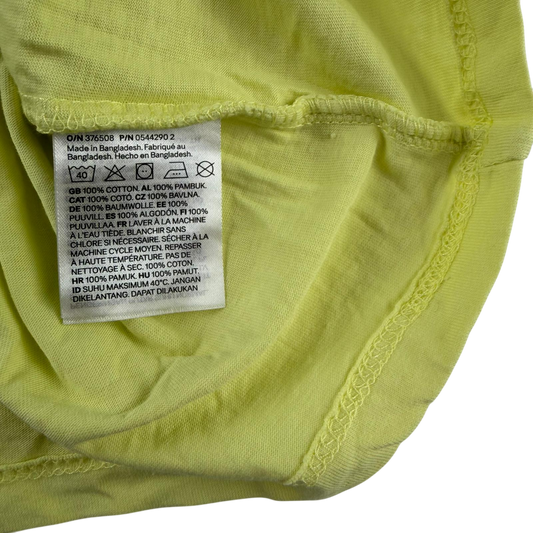 O/N 376508 P/N 0544290 2
Made in Bangladesh. Fabriqué au
Bangladesh. Hecho en Bangladesh.
40
GB 100% COTTON. AL 100% PAMBUK.
CAT 100% COTÓ. CZ 100% BAVLNA.
DE 100% BAUMWOLLE. EE 100%
PUUVILL. ES 100% ALGODÓN. FI 100%
PUUVILLAA. FR LAVER À LA MACHINE
À L'EAU TIÈDE. BLANCHIR SANS
CHLORE SI NÉCESSAIRE. SÉCHER À LA
MACHINE CYCLE MOYEN. REPASSER
À HAUTE TEMPÉRATURE. PAS DE
NETTOYAGE À SEC. 100% COTON.
HR 100% PAMUK. HU 100% PAMUT.
ID SUHU MAKSIMUM 40°C. JANGAN
DIKELANTANG. DAPAT DILAKUKAN